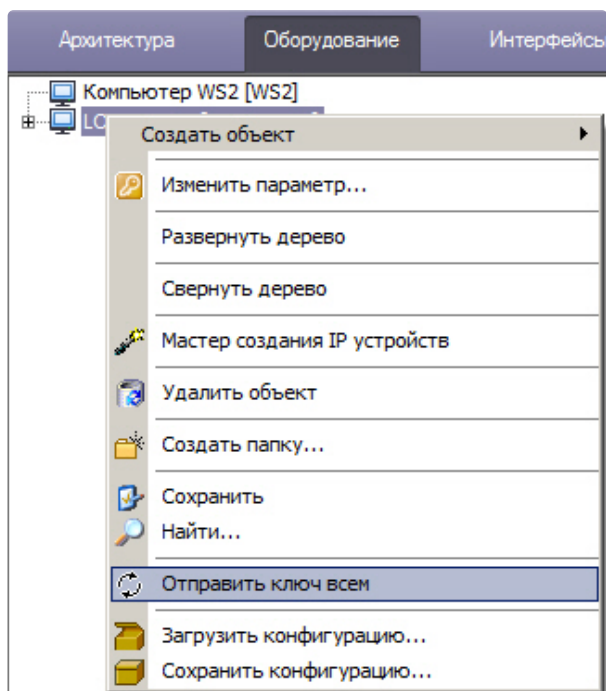 Архитектура Оборудование Интерфейсы
Компьютер WS2 [WS2]
Создать объект
Изменить параметр...
Развернуть дерево
Свернуть дерево
Мастер создания IP устройств
Удалить объект
Создать папку...
Сохранить
Найти...
Отправить ключ всем
Загрузить конфигурацию...
Сохранить конфигурацию...